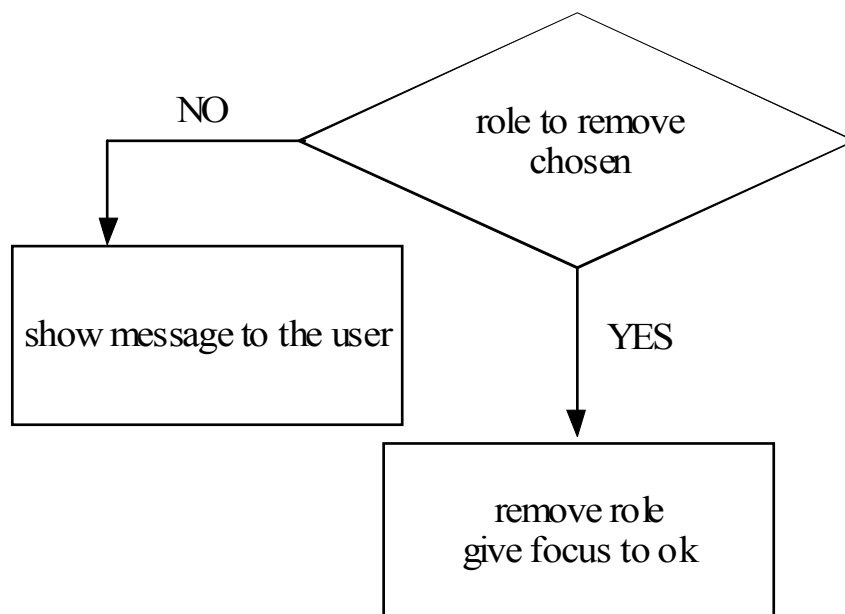 NO
role to remove
chosen
show message to the user
YES
remove role
give focus to ok